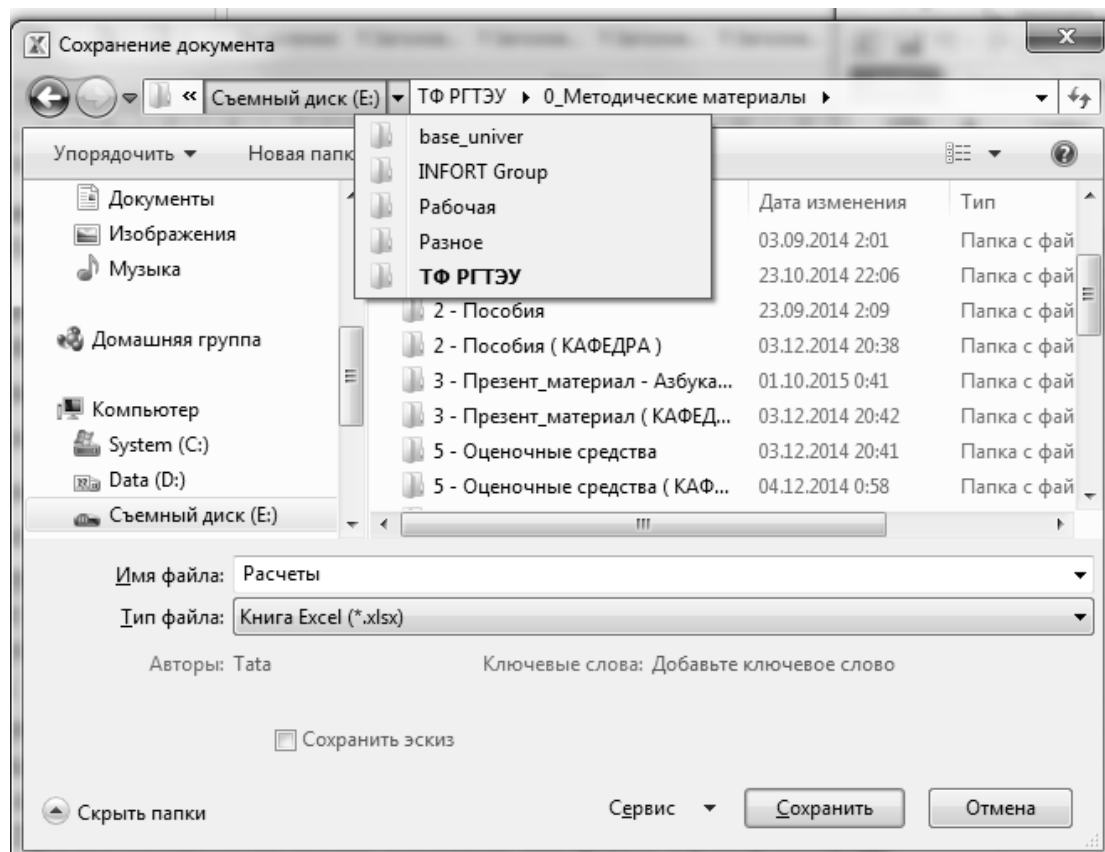 Сохранение документа
« Съемный диск (E:) ТФ РГТЭУ 0_Методические материалы
Упорядочить Новая папк
base_univer
INFORT Group
Рабочая
Разное
ТФ РГТЭУ
Документы
Изображения
Музыка
Домашняя группа
Компьютер
System (C:)
Data (D:)
Съемный диск (E:)
Дата изменения Тип
03.09.2014 2:01 Папка с фай
23.10.2014 22:06 Папка с фай
2 - Пособия 23.09.2014 2:09 Папка с фай
2 - Пособия ( КАФЕДРА ) 03.12.2014 20:38 Папка с фай
3 - Презент_материал - Азбука... 01.10.2015 0:41 Папка с фай
3 - Презент_материал ( КАФЕД... 03.12.2014 20:42 Папка с фай
5 - Оценочные средства 03.12.2014 20:41 Папка с фай
5 - Оценочные средства ( КАФ... 04.12.2014 0:58 Папка с фай
Имя файла: Расчеты
Тип файла: Книга Excel (*.xlsx)
Авторы: Tata Ключевые слова: Добавьте ключевое слово
Сохранить эскиз
Скрыть папки Сервис Сохранить Отмена